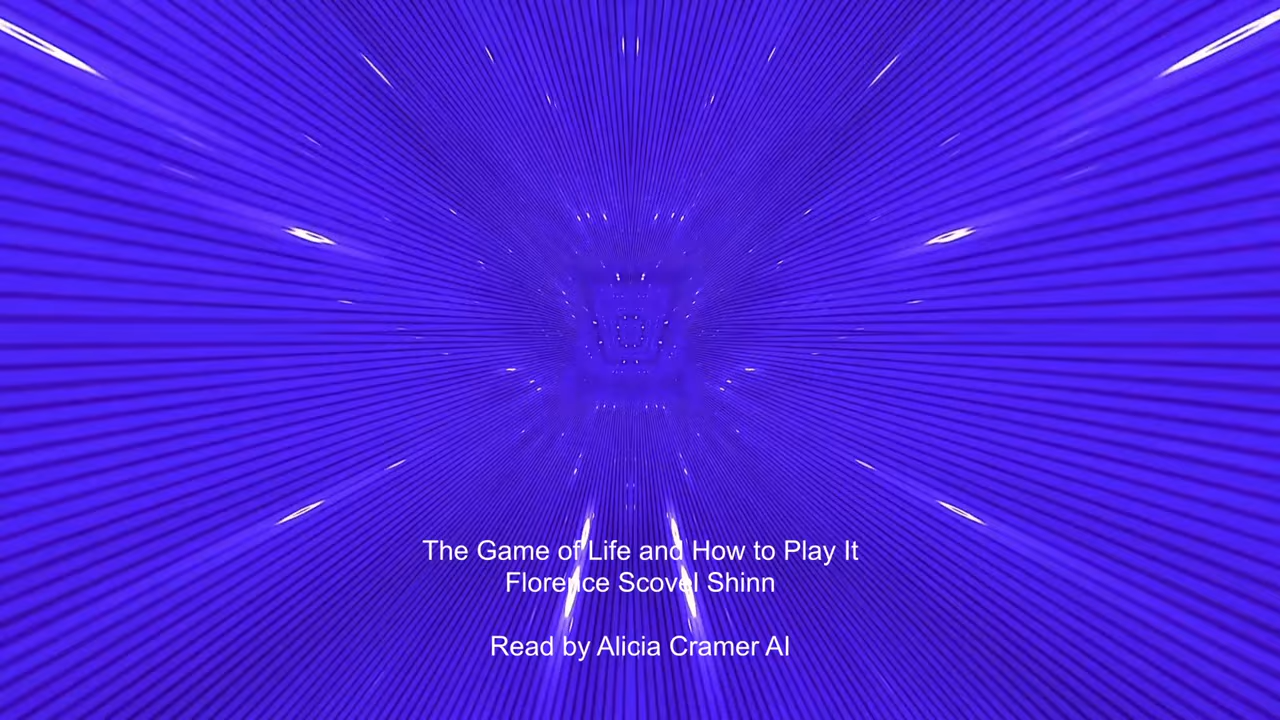 The Game of Life and How to Play It
Florence Scovel Shinn
Read by Alicia Cramer AI